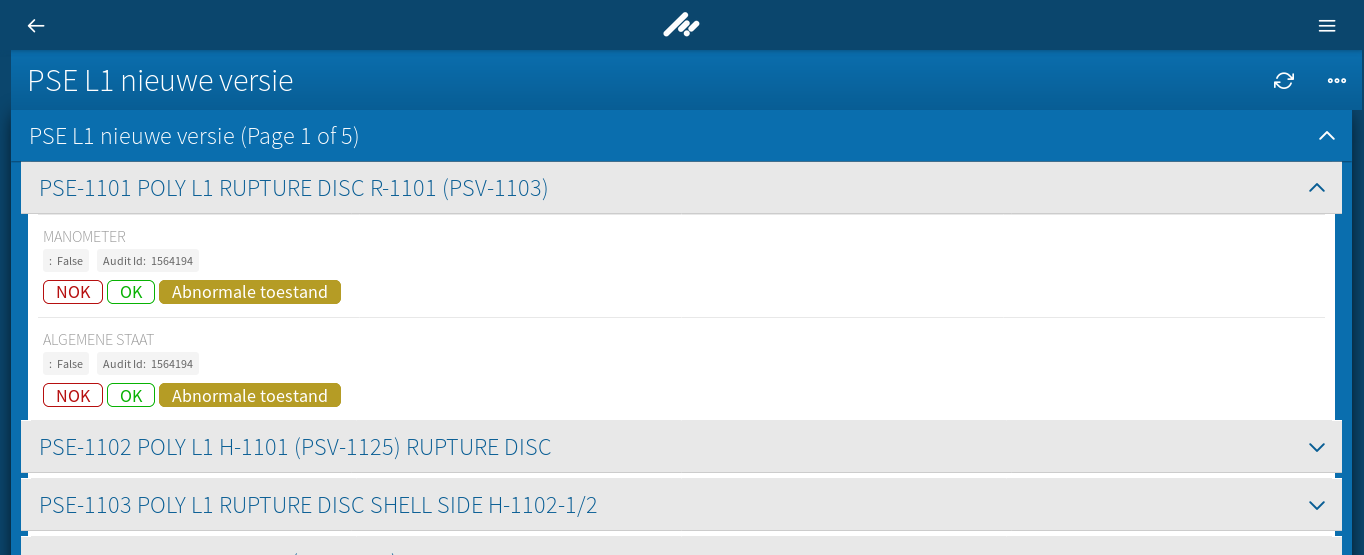 PSE L1 nieuwe versie
PSE L1 nieuwe versie (Page 1 of 5)
PSE-1101 POLY L1 RUPTURE DISC R-1101 (PSV-1103)
MANOMETER
: False Audit Id: 1564194
NOK OK Abnormale toestand
ALGEMENE STAAT
: False Audit Id: 1564194
NOK OK Abnormale toestand
PSE-1102 POLY L1 H-1101 (PSV-1125) RUPTURE DISC
PSE-1103 POLY L1 RUPTURE DISC SHELL SIDE H-1102-1/2